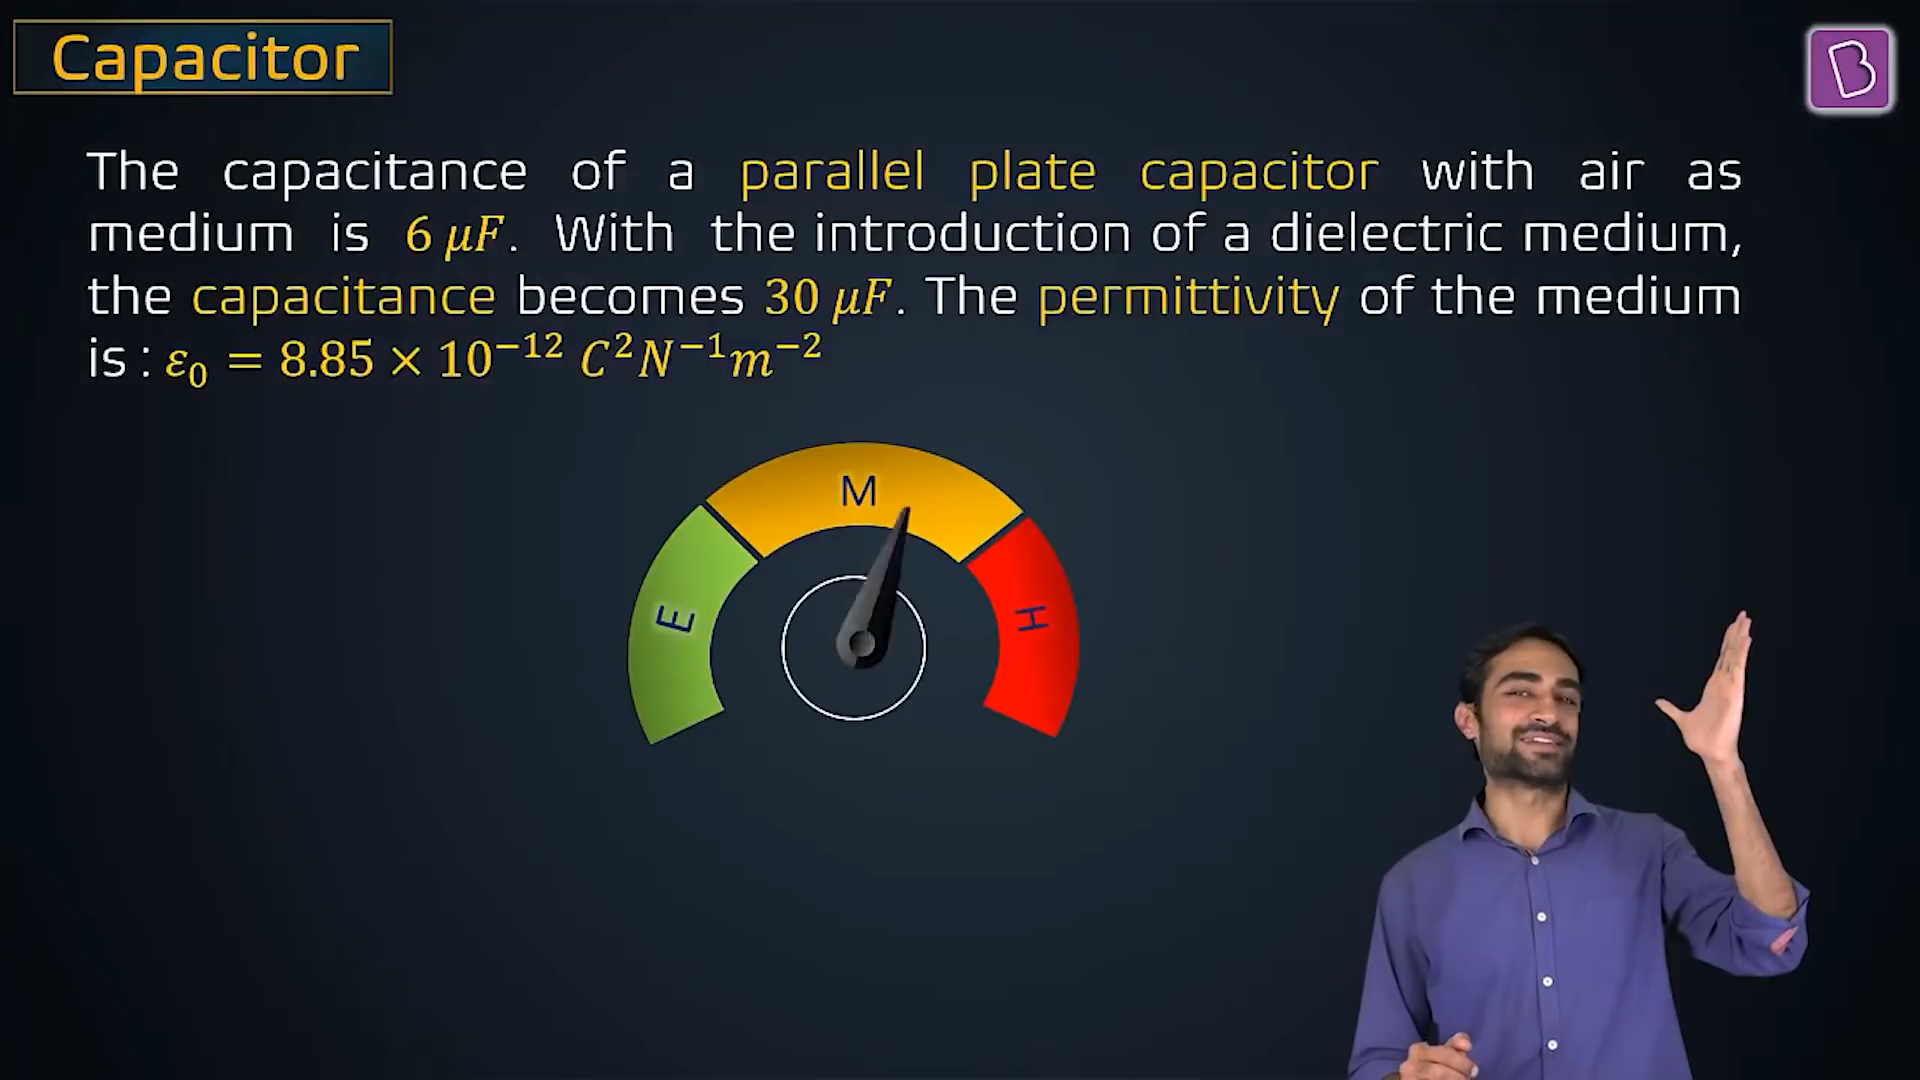 Capacitor
B
The capacitance of a parallel plate capacitor with air as
medium is 6 μF. With the introduction of a dielectric medium,
the capacitance becomes 30 μF. The permittivity of the medium
is : ε₀ = 8.85 × 10⁻¹² C²N⁻¹m⁻²
M
E
H